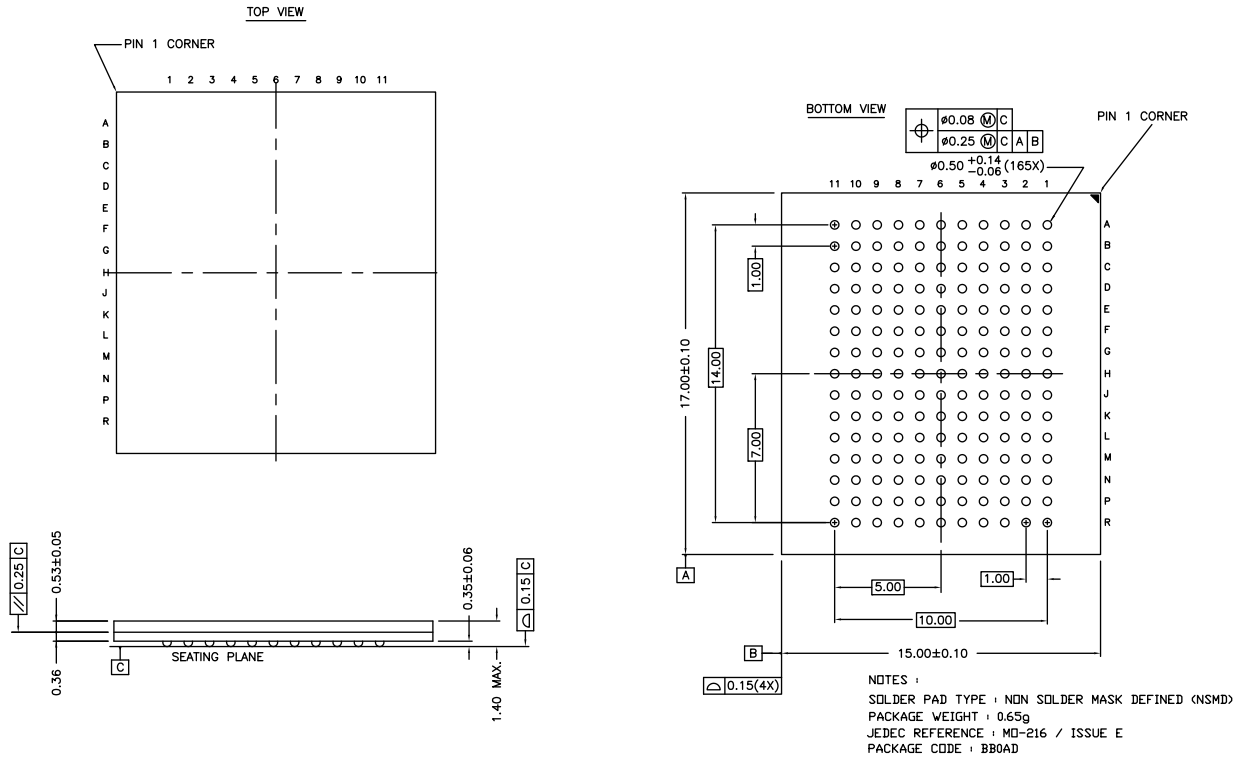 TOP VIEW
PIN 1 CORNER
1 2 3 4 5 6 7 8 9 10 11
A
B
C
D
E
F
G
H
J
K
L
M
N
P
R
BOTTOM VIEW
ø0.08 Ⓜ C
ø0.25 Ⓜ C A B
ø0.50 +0.14 -0.06 (165X)
PIN 1 CORNER
11 10 9 8 7 6 5 4 3 2 1
A
B
C
D
E
F
G
H
J
K
L
M
N
P
R
1.00
17.00±0.10
14.00
7.00
A
5.00
1.00
10.00
B
15.00±0.10
0.15(4X)
// 0.25 C
0.53±0.05
0.36
C
SEATING PLANE
0.35±0.06
0.15 C
1.40 MAX.
NOTES :
SOLDER PAD TYPE : NON SOLDER MASK DEFINED (NSMD)
PACKAGE WEIGHT : 0.65g
JEDEC REFERENCE : MO-216 / ISSUE E
PACKAGE CODE : BB0AD